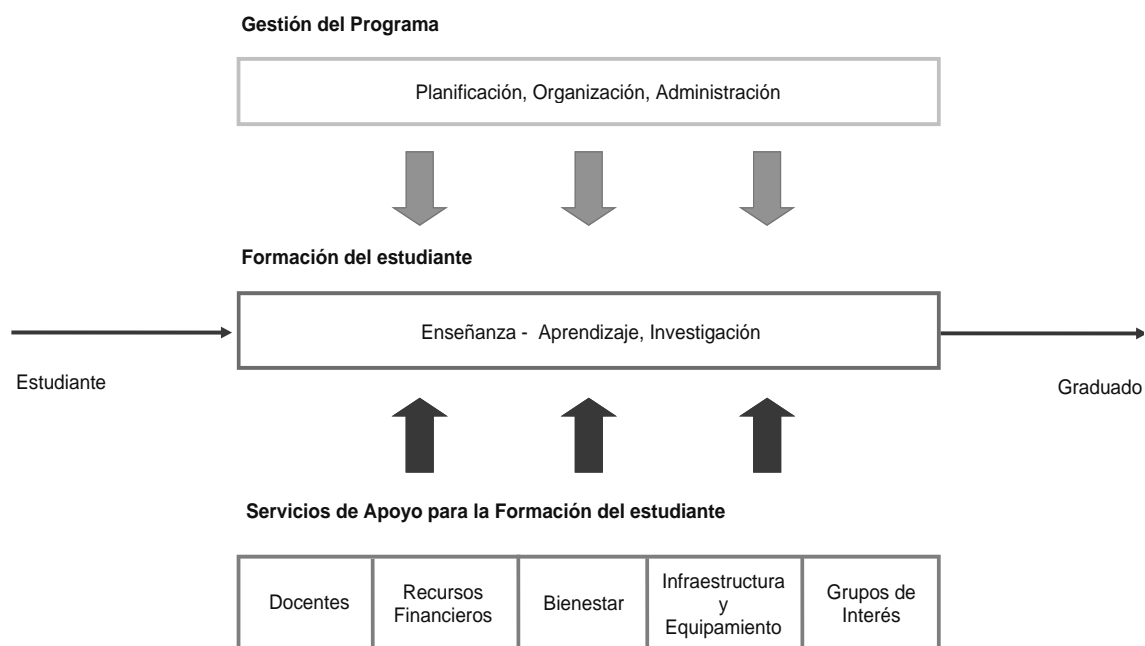 Gestión del Programa
Planificación, Organización, Administración
Formación del estudiante
Enseñanza - Aprendizaje, Investigación
Estudiante
Graduado
Servicios de Apoyo para la Formación del estudiante
Docentes
Recursos
Financieros
Bienestar
Infraestructura
y
Equipamiento
Grupos de
Interés